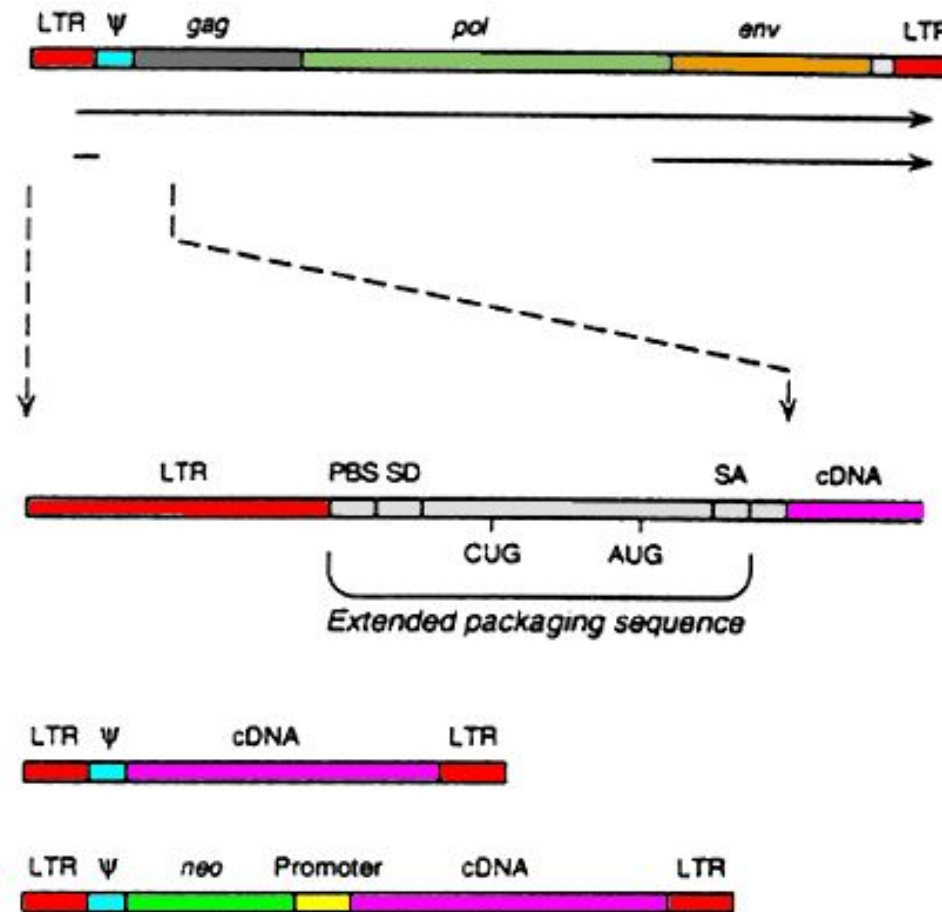 LTR ψ gag pol env LTR
LTR PBS SD SA cDNA
CUG AUG
Extended packaging sequence
LTR ψ cDNA LTR
LTR ψ neo Promoter cDNA LTR